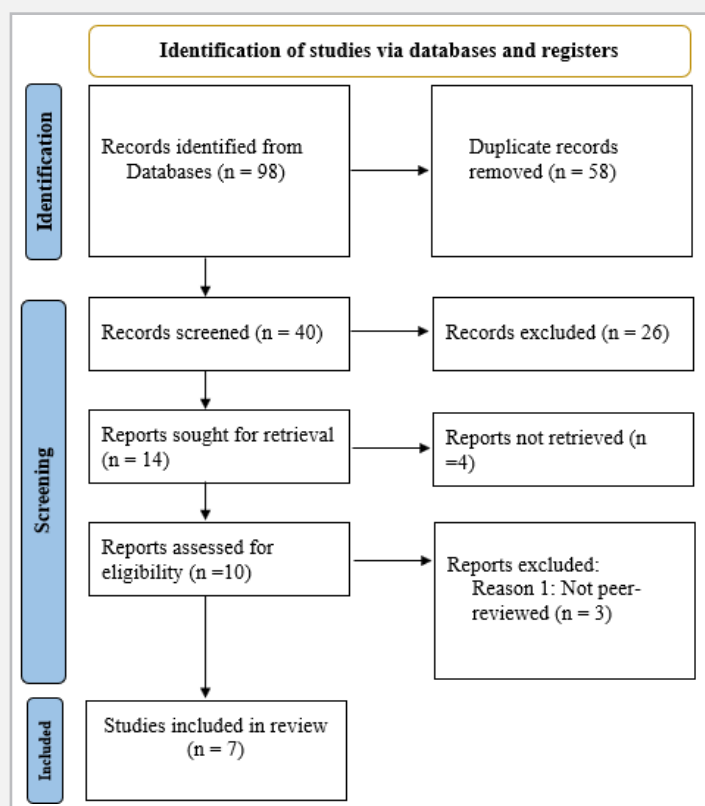 Identification of studies via databases and registers
Identification
Records identified from
Databases (n = 98)
Duplicate records
removed (n = 58)
Screening
Records screened (n = 40)
Records excluded (n = 26)
Reports sought for retrieval
(n = 14)
Reports not retrieved (n
=4)
Reports assessed for
eligibility (n =10)
Reports excluded:
Reason 1: Not peer-
reviewed (n = 3)
Included
Studies included in review
(n = 7)